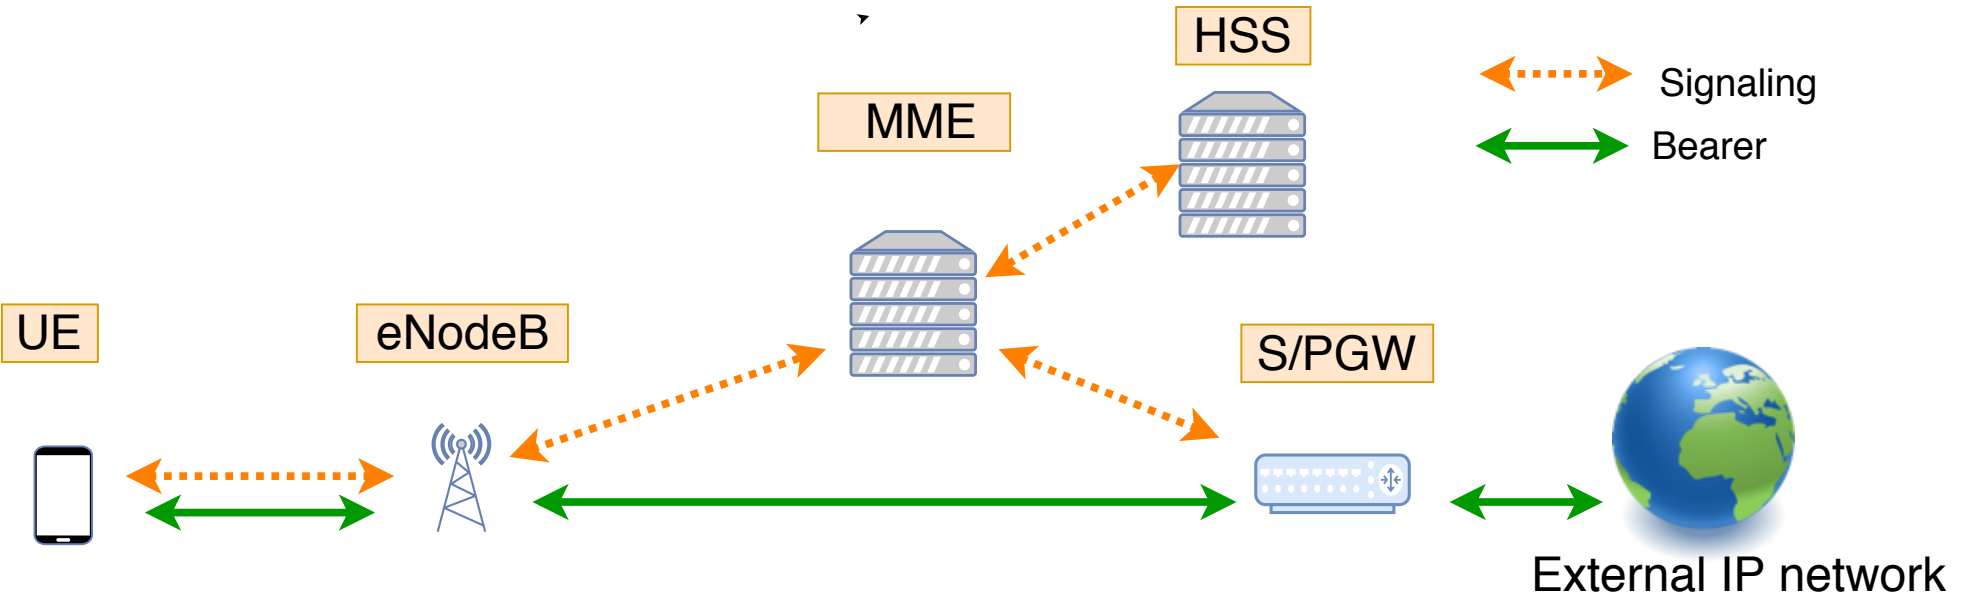 HSS
Signaling
MME
Bearer
UE
eNodeB
S/PGW
External IP network